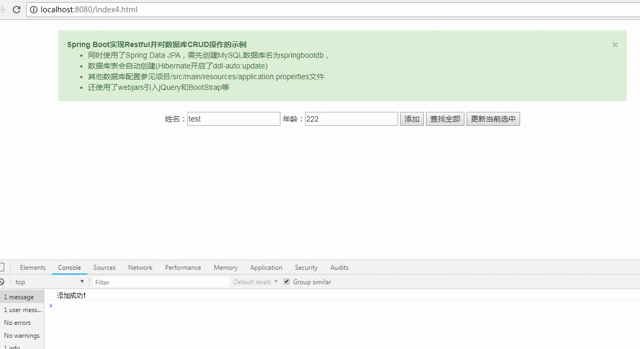 localhost:8080/index4.html
Spring Boot实现Restful并对数据库CRUD操作的示例
×
同时使用了Spring Data JPA，需先创建MySQL数据库名为springbootdb，
数据库表会自动创建(Hibernate开启了ddl-auto:update)
其他数据库配置参见项目/src/main/resources/application.properties文件
还使用了webjars引入jQuery和BootStrap等
姓名：test 年龄：222 添加 查找全部 更新当前选中
Elements Console Sources Network Performance Memory Application Security Audits
top Filter Default levels Group similar
1 message 添加成功!
1 user mess...
No errors
No warnings
1 info